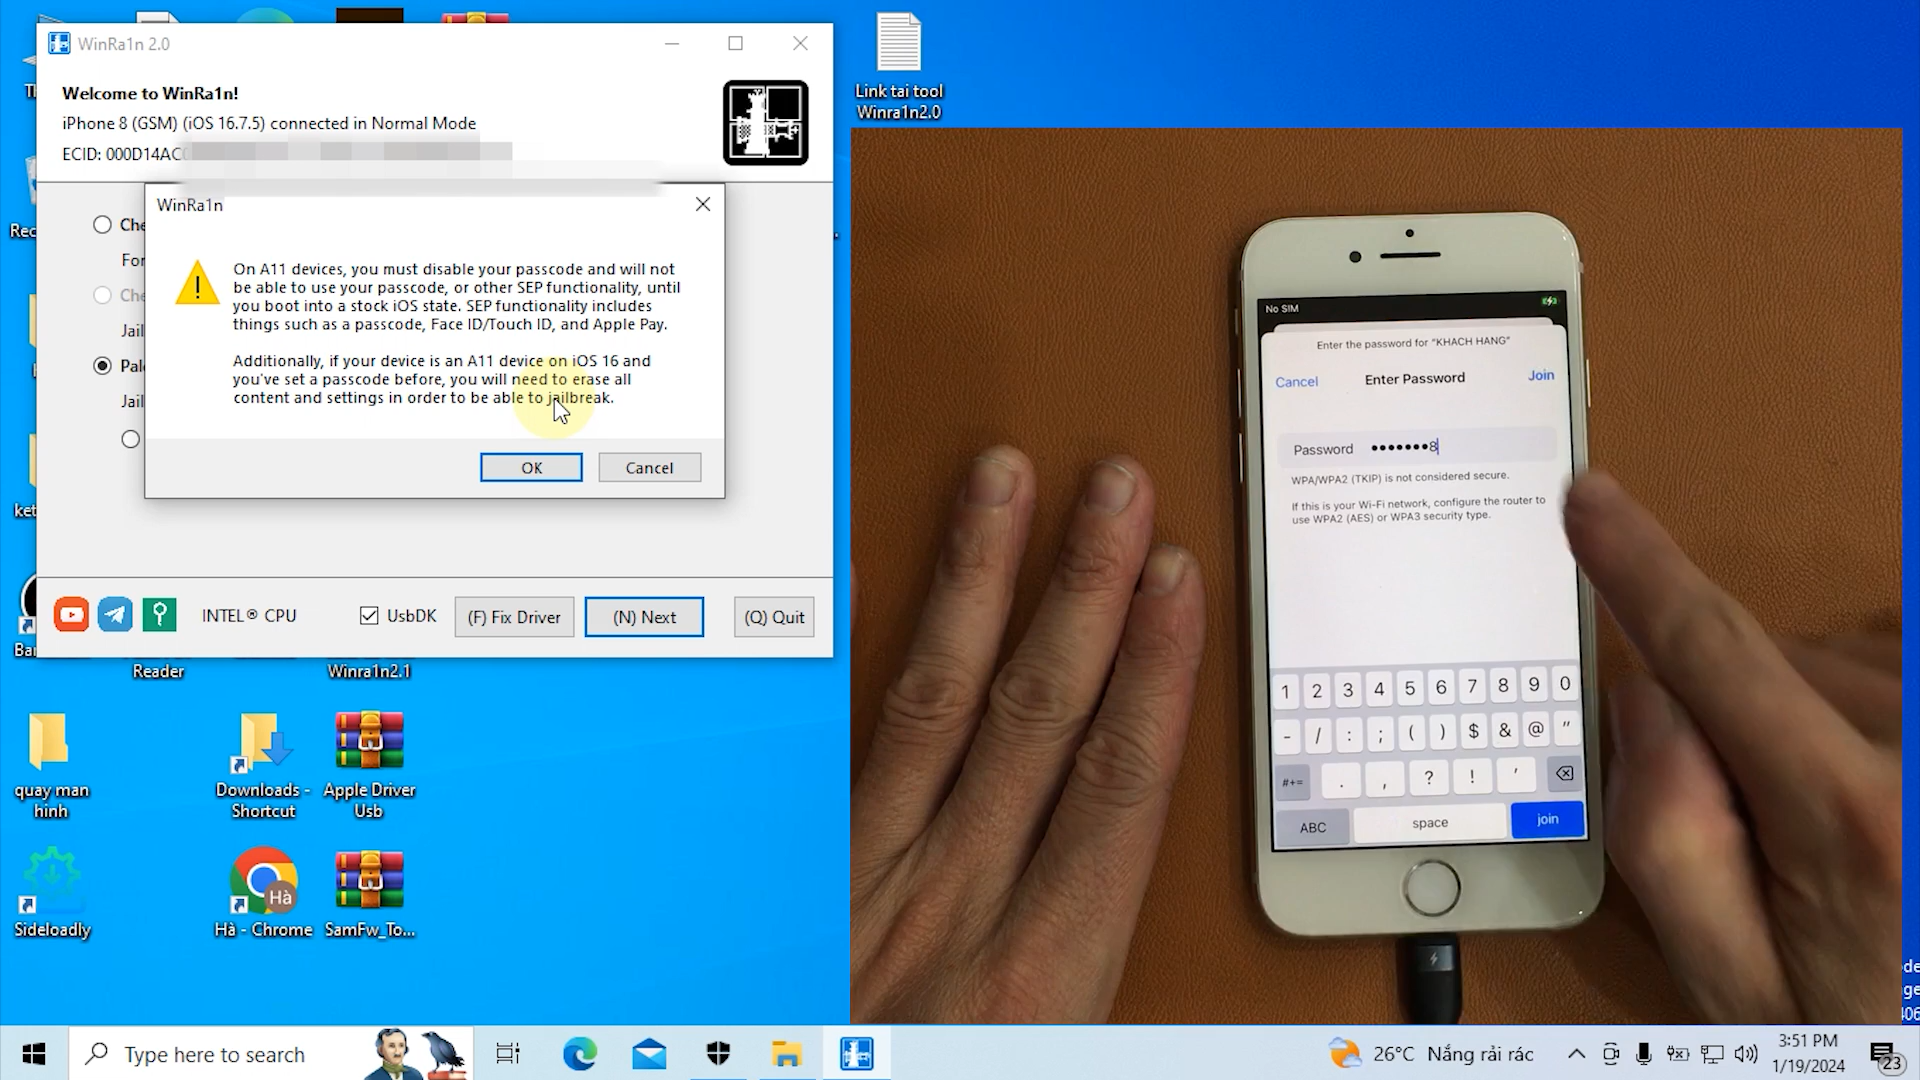 WinRa1n 2.0
Welcome to WinRa1n!
iPhone 8 (GSM) (iOS 16.7.5) connected in Normal Mode
ECID: 000D14AC
WinRa1n
On A11 devices, you must disable your passcode and will not
be able to use your passcode, or other SEP functionality, until
you boot into a stock iOS state. SEP functionality includes
things such as a passcode, Face ID/Touch ID, and Apple Pay.
Additionally, if your device is an A11 device on iOS 16 and
you've set a passcode before, you will need to erase all
content and settings in order to be able to jailbreak.
OK
Cancel
INTEL® CPU
UsbDK
(F) Fix Driver
(N) Next
(Q) Quit
Link tai tool
Winra1n2.0
Reader
Winra1n2.1
quay man
hinh
Downloads -
Shortcut
Apple Driver
Usb
Sideloadly
Hà
Hà - Chrome
SamFw_To...
No SIM
Enter the password for “KHACH HANG”
Cancel
Enter Password
Join
Password •••••••8
WPA/WPA2 (TKIP) is not considered secure.
If this is your Wi-Fi network, configure the router to
use WPA2 (AES) or WPA3 security type.
1 2 3 4 5 6 7 8 9 0
- / : ; ( ) $ & @ "
#+= . , ? ! '
ABC space join
Type here to search
26°C Nắng rải rác
3:51 PM
1/19/2024
23